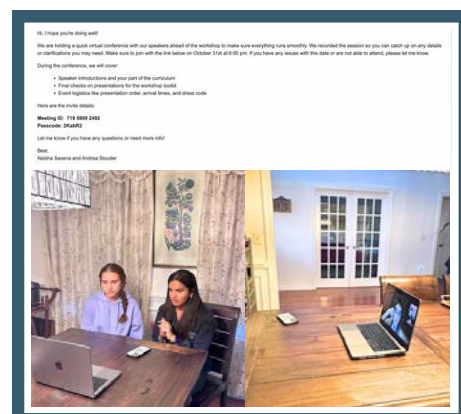 Hi, I hope you're doing well!
We are holding a quick virtual conference with our speakers ahead of the workshop to make sure everything runs smoothly. We recorded the session so you can catch up on any details
or clarifications you may need. Make sure to join with the link below on October 31st at 6:00 pm. If you have any issues with this date or are not able to attend, please let me know.
During the conference, we will cover:
• Speaker introductions and your part of the curriculum
• Final checks on presentations for the workshop toolkit
• Event logistics like presentation order, arrival times, and dress code
Here are the invite details:
Meeting ID: 719 5906 2492
Passcode: 2KabR2
Let me know if you have any questions or need more info!
Best,
Naisha Saxena and Andrea Stouder